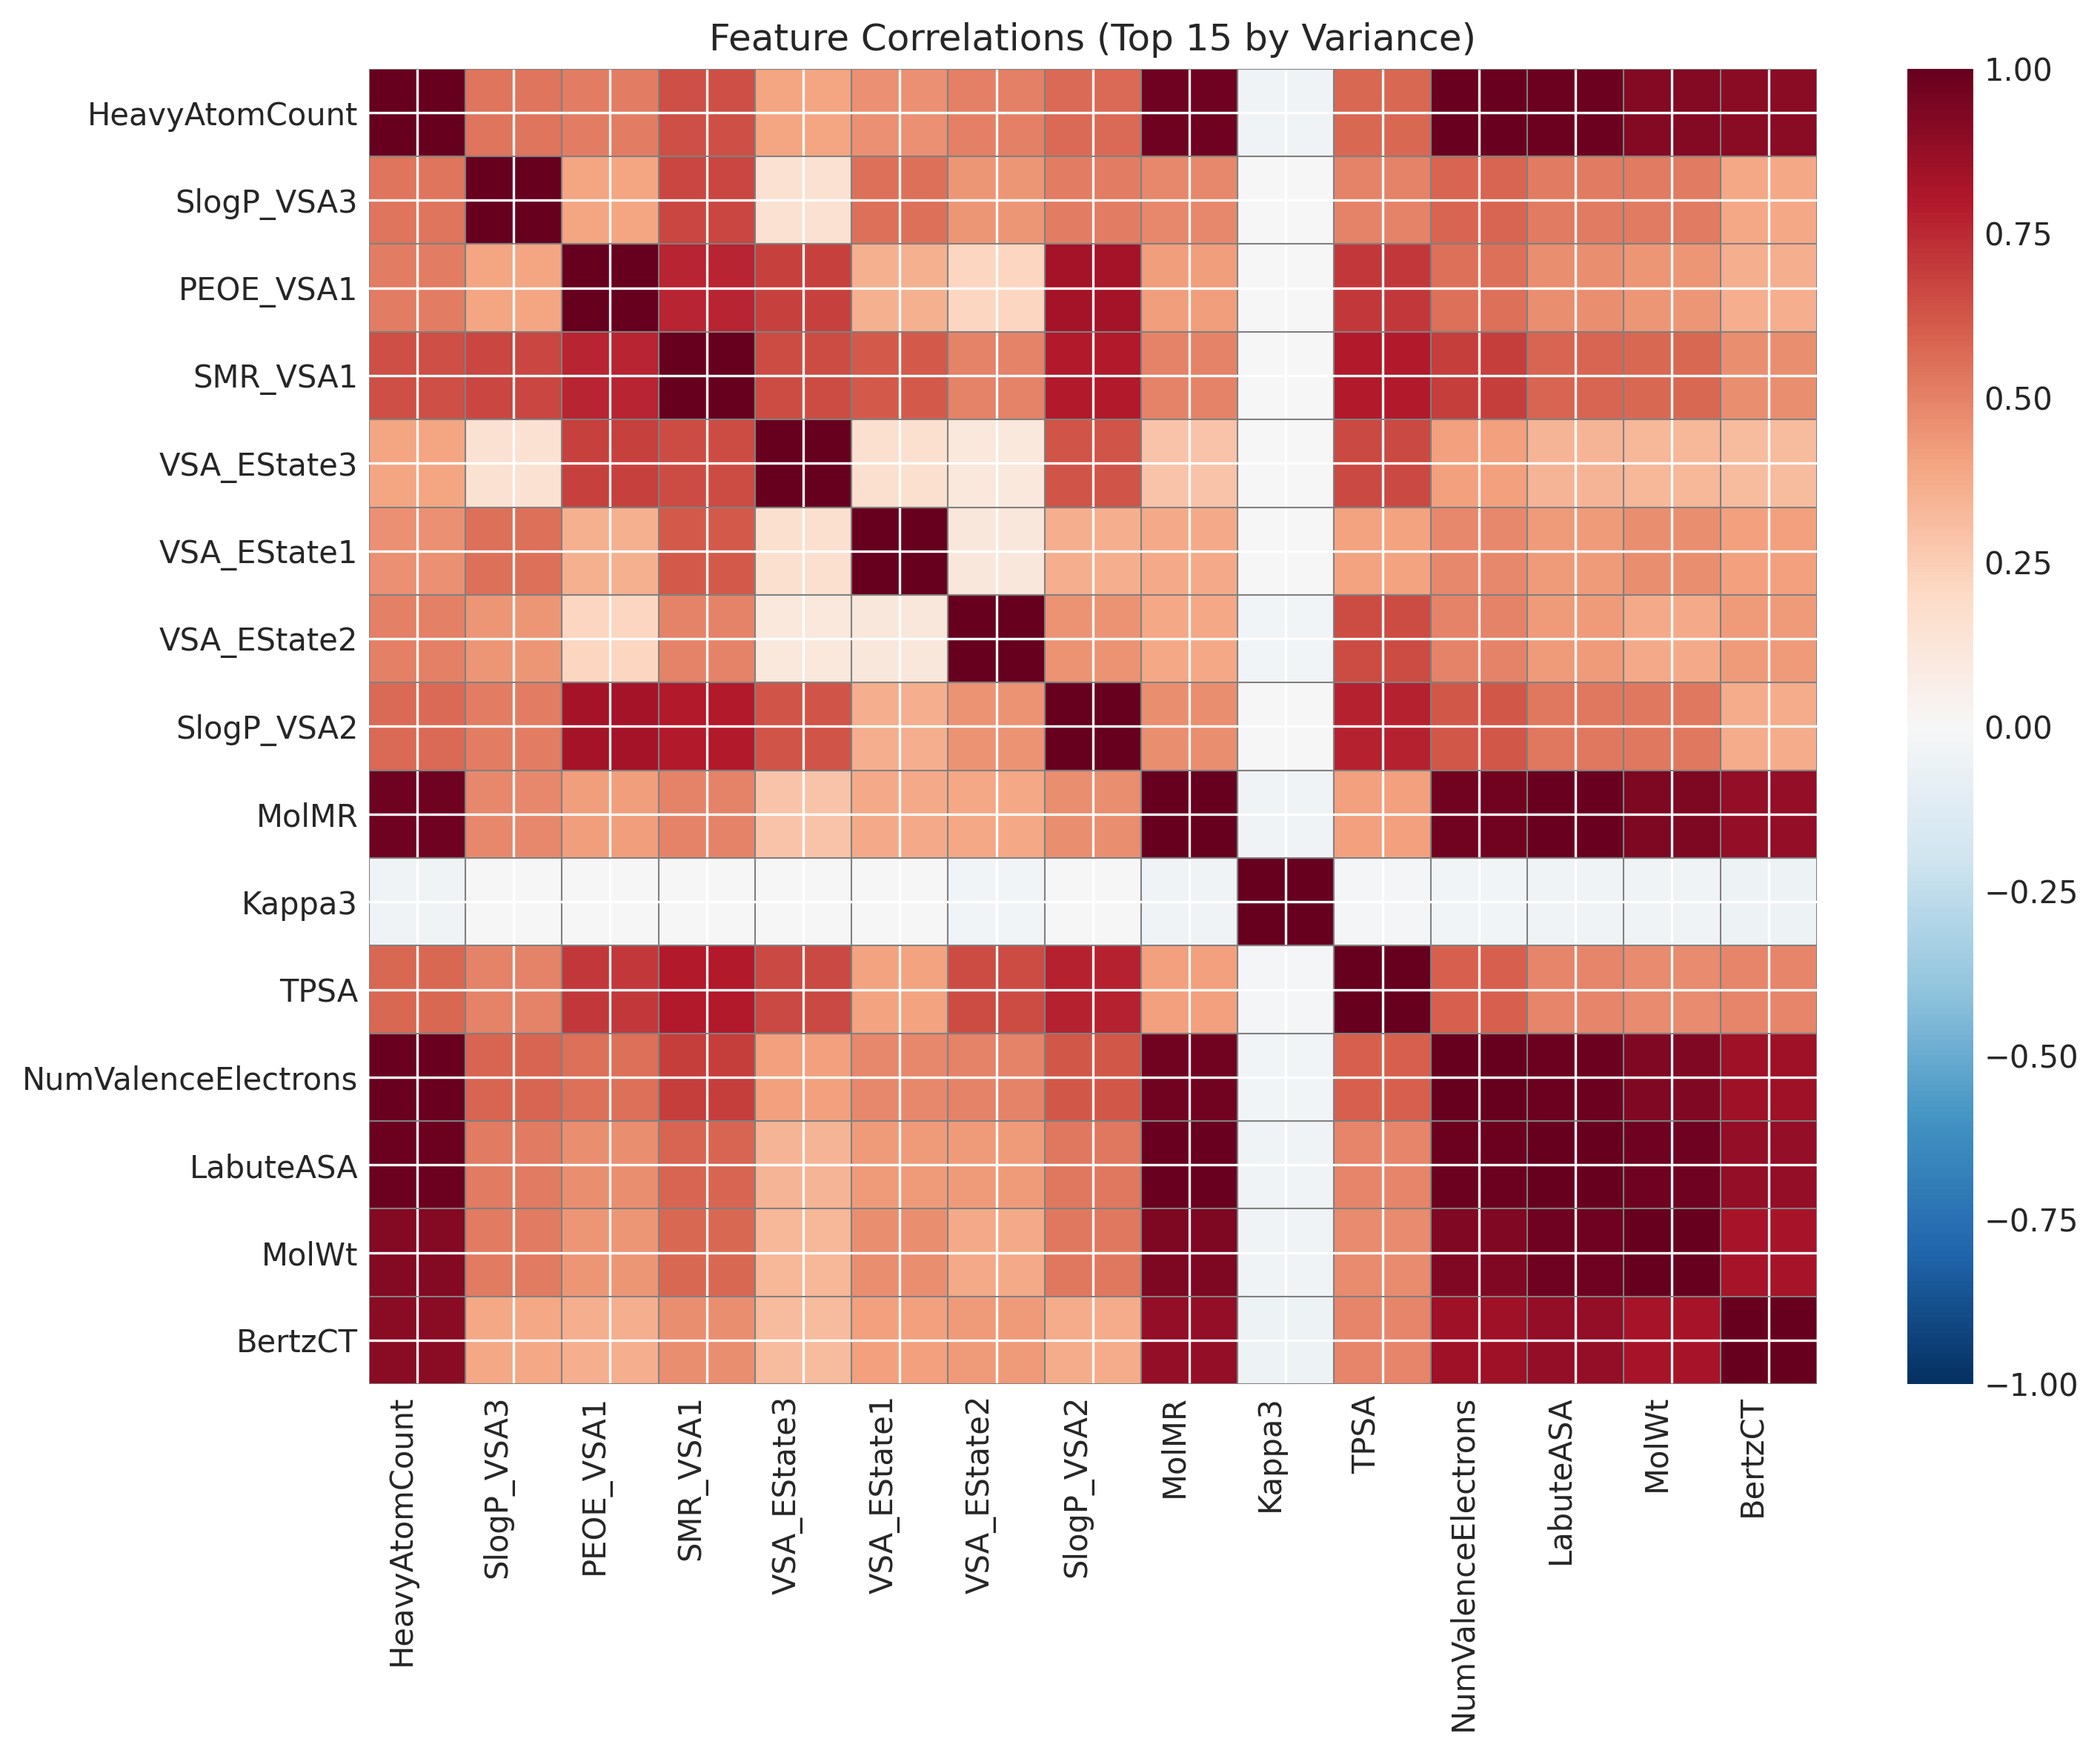 Feature Correlations (Top 15 by Variance)
HeavyAtomCount
SlogP_VSA3
PEOE_VSA1
SMR_VSA1
VSA_EState3
VSA_EState1
VSA_EState2
SlogP_VSA2
MolMR
Kappa3
TPSA
NumValenceElectrons
LabuteASA
MolWt
BertzCT
HeavyAtomCount
SlogP_VSA3
PEOE_VSA1
SMR_VSA1
VSA_EState3
VSA_EState1
VSA_EState2
SlogP_VSA2
MolMR
Kappa3
TPSA
NumValenceElectrons
LabuteASA
MolWt
BertzCT
1.00
0.75
0.50
0.25
0.00
−0.25
−0.50
−0.75
−1.00